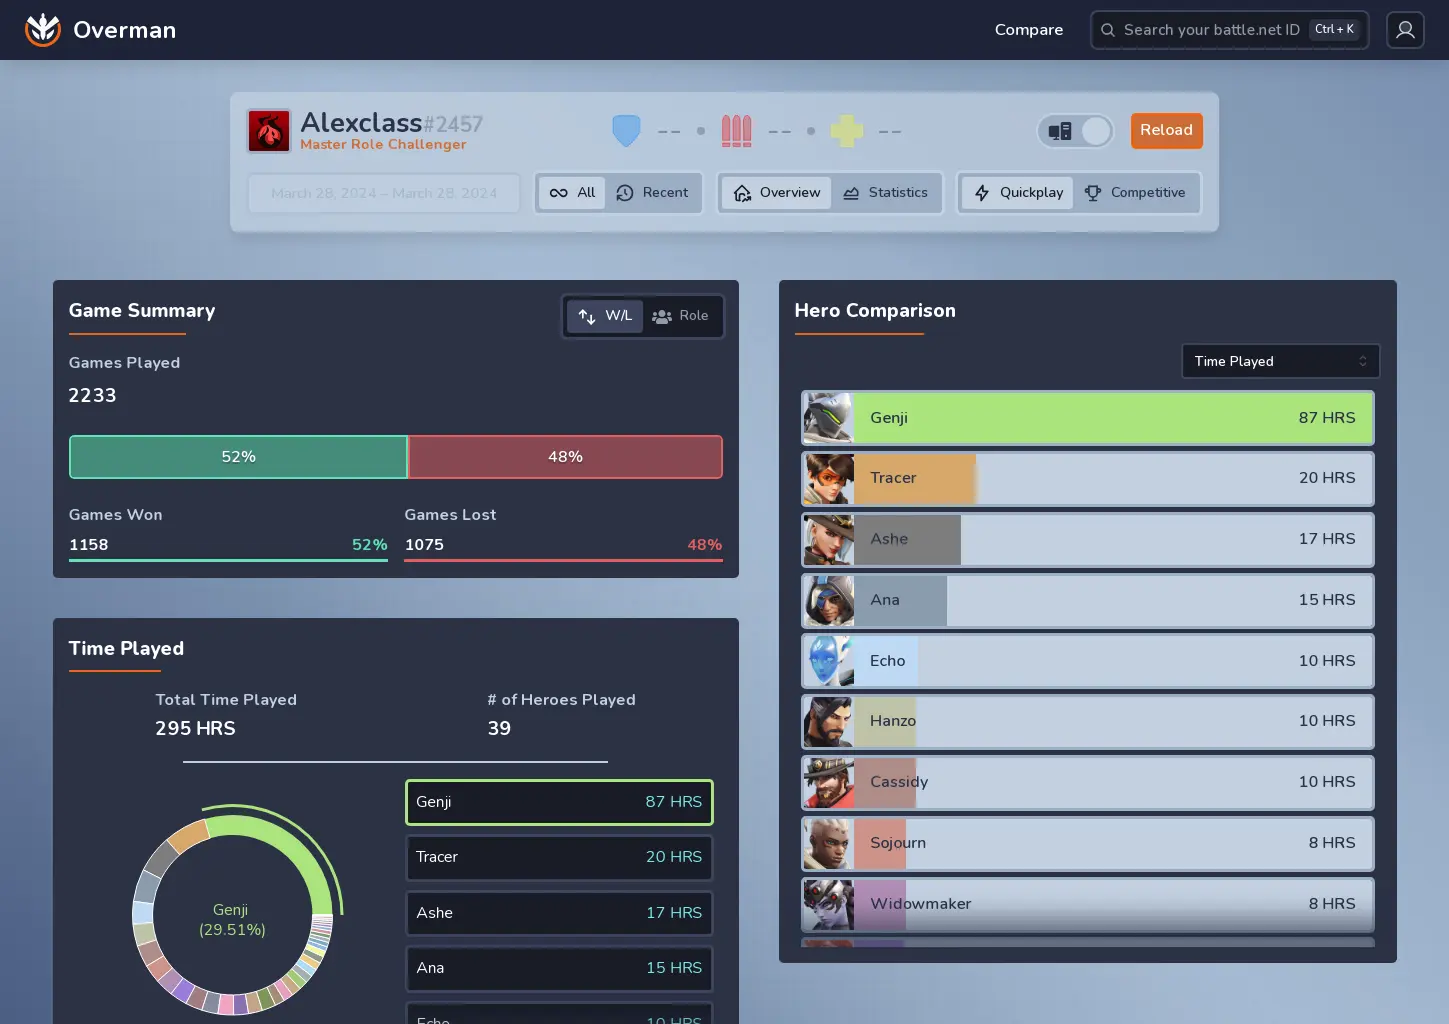 Overman
Compare
Search your battle.net ID
Ctrl + K
Alexclass#2457
Master Role Challenger
-- • -- • --
Reload
March 28, 2024 – March 28, 2024
All
Recent
Overview
Statistics
Quickplay
Competitive
Game Summary
W/L
Role
Games Played
2233
52%
48%
Games Won
1158
52%
Games Lost
1075
48%
Time Played
Total Time Played
295 HRS
# of Heroes Played
39
Genji
(29.51%)
Genji 87 HRS
Tracer 20 HRS
Ashe 17 HRS
Ana 15 HRS
Echo 10 HRS
Hero Comparison
Time Played
Genji 87 HRS
Tracer 20 HRS
Ashe 17 HRS
Ana 15 HRS
Echo 10 HRS
Hanzo 10 HRS
Cassidy 10 HRS
Sojourn 8 HRS
Widowmaker 8 HRS